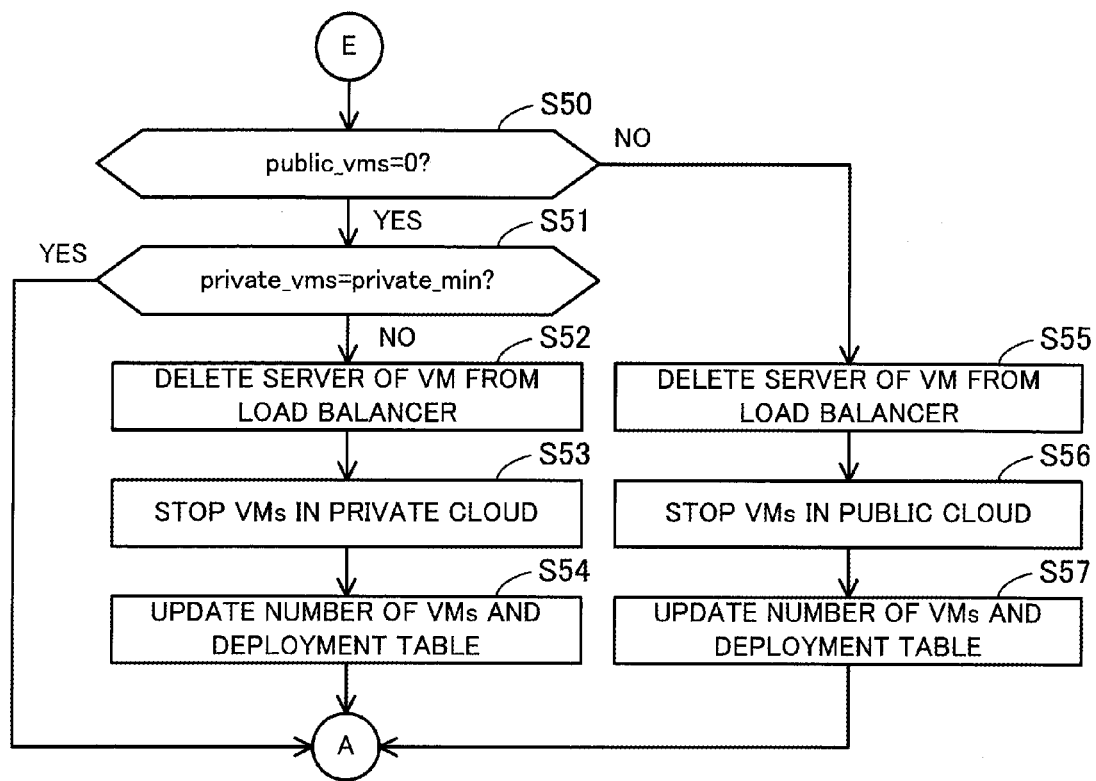 E
S50
public_vms=0?
NO
YES
S51
YES
private_vms=private_min?
NO
S52
DELETE SERVER OF VM FROM
LOAD BALANCER
S53
STOP VMs IN PRIVATE CLOUD
S54
UPDATE NUMBER OF VMs AND
DEPLOYMENT TABLE
S55
DELETE SERVER OF VM FROM
LOAD BALANCER
S56
STOP VMs IN PUBLIC CLOUD
S57
UPDATE NUMBER OF VMs AND
DEPLOYMENT TABLE
A